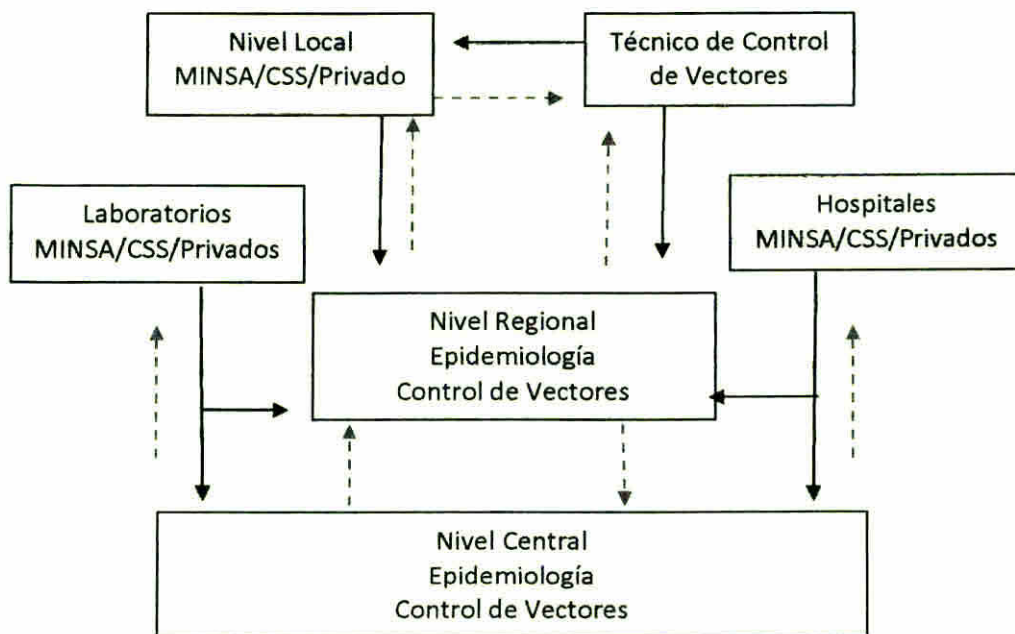 Nivel Local
MINSA/CSS/Privado
Técnico de Control
de Vectores
Laboratorios
MINSA/CSS/Privados
Hospitales
MINSA/CSS/Privados
Nivel Regional
Epidemiología
Control de Vectores
Nivel Central
Epidemiología
Control de Vectores